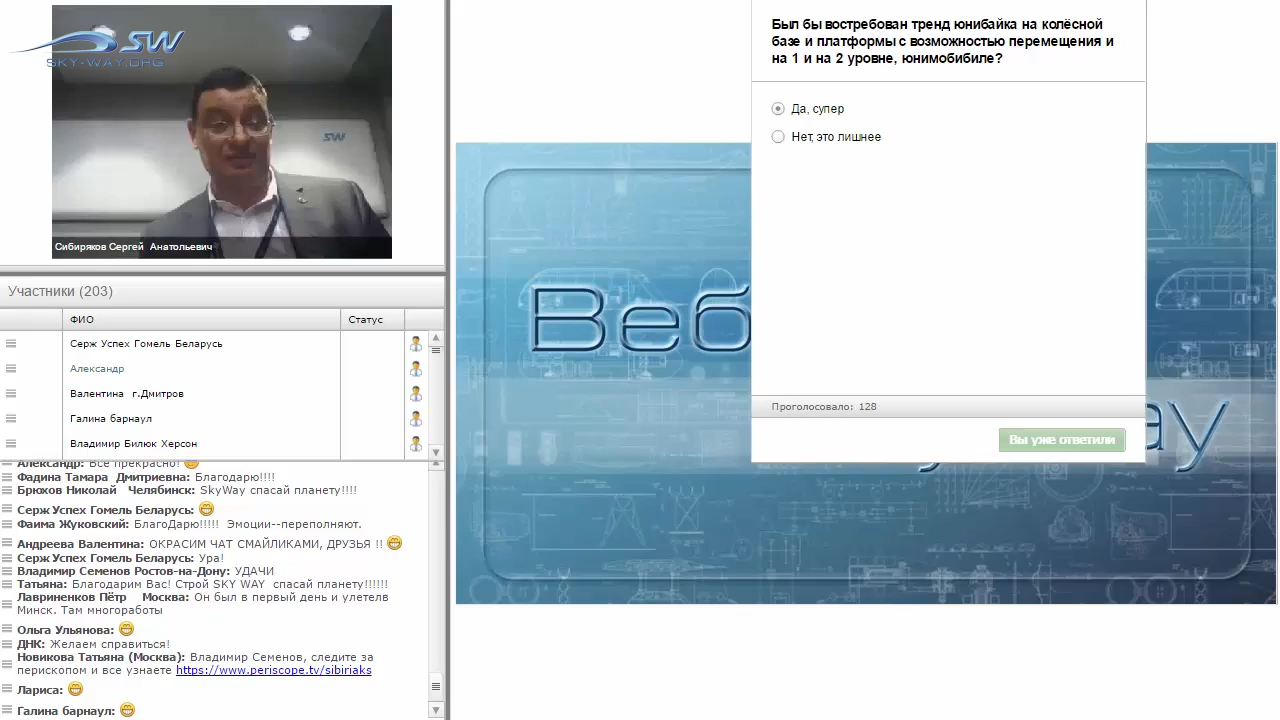 SW
SKY-WAY.ORG
SW
Сибиряков Сергей Анатольевич
Участники (203)
ФИО
Статус
Серж Успех Гомель Беларусь
Александр
Валентина г.Дмитров
Галина барнаул
Владимир Билюк Херсон
Александр: Все прекрасно!
Фадина Тамара Дмитриевна: Благодарю!!!!
Брюхов Николай Челябинск: SkyWay спасай планету!!!!
Серж Успех Гомель Беларусь:
Фаима Жуковский: БлагоДарю!!!!! Эмоции--переполняют.
Андреева Валентина: ОКРАСИМ ЧАТ СМАЙЛИКАМИ, ДРУЗЬЯ !!
Серж Успех Гомель Беларусь: Ура!
Владимир Семенов Ростов-на-Дону: УДАЧИ
Татьяна: Благодарим Вас! Строй SKY WAY спасай планету!!!!!!
Лавриненков Пётр Москва: Он был в первый день и улетелв
Минск. Там многоработы
Ольга Ульянова:
ДНК: Желаем справиться!
Новикова Татьяна (Москва): Владимир Семенов, следите за
перископом и все узнаете https://www.periscope.tv/sibiriaks
Лариса:
Галина барнаул:
Был бы востребован тренд юнибайка на колёсной
базе и платформы с возможностью перемещения и
на 1 и на 2 уровне, юнимобибиле?
Да, супер
Нет, это лишнее
Проголосовало: 128
Вы уже ответили
Веб
ay